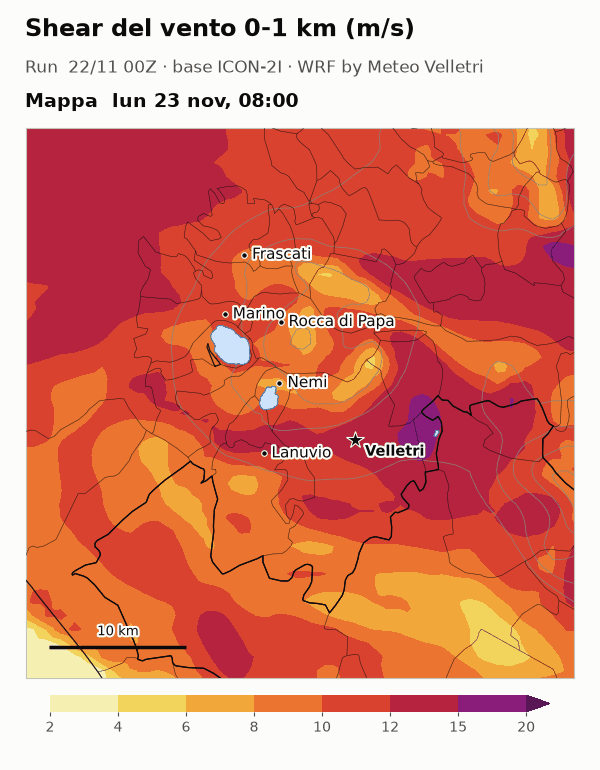 Shear del vento 0-1 km (m/s)
Run 22/11 00Z · base ICON-2I · WRF by Meteo Velletri
Mappa lun 23 nov, 08:00
Frascati
Marino
Rocca di Papa
Nemi
Velletri
Lanuvio
10 km
2 4 6 8 10 12 15 20